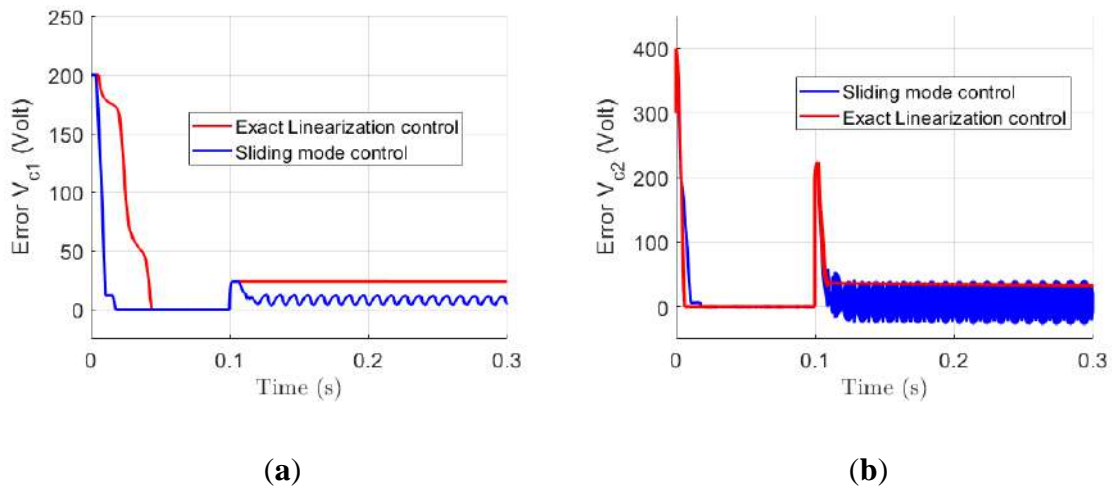 250
200
150
100
50
0
Error Vc1 (Volt)
Exact Linearization control
Sliding mode control
0 0.1 0.2 0.3
Time (s)
(a)
400
300
200
100
0
Error Vc2 (Volt)
Sliding mode control
Exact Linearization control
0 0.1 0.2 0.3
Time (s)
(b)